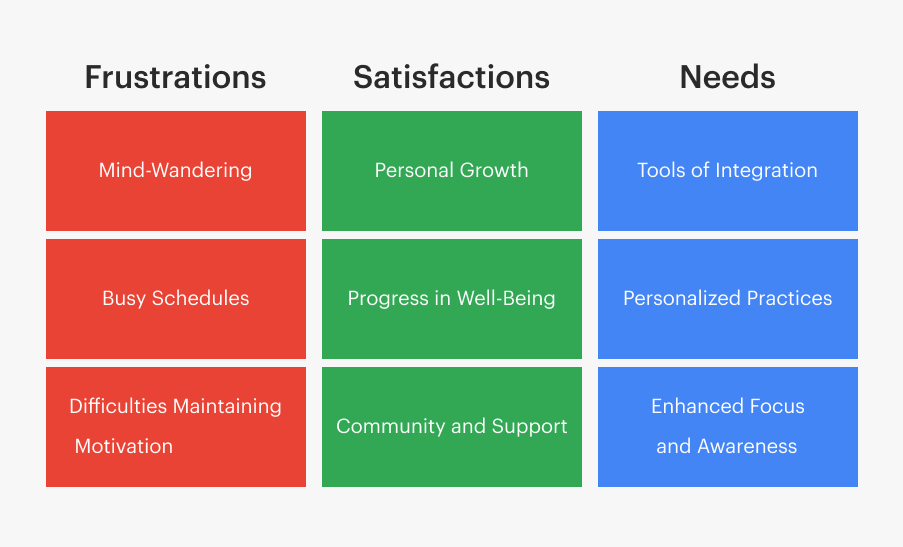 Frustrations
Satisfactions
Needs
Mind-Wandering
Personal Growth
Tools of Integration
Busy Schedules
Progress in Well-Being
Personalized Practices
Difficulties Maintaining
Motivation
Community and Support
Enhanced Focus
and Awareness